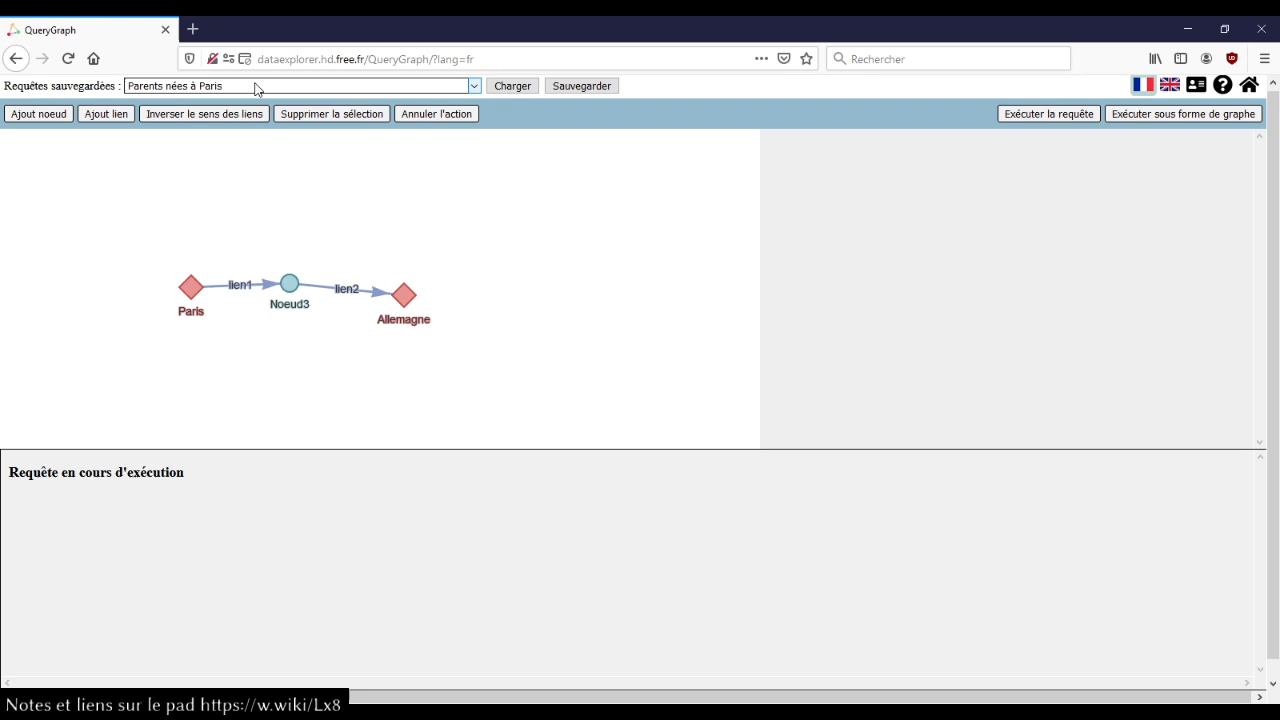 QueryGraph
dataexplorer.hd.free.fr/QueryGraph/?lang=fr
Rechercher
Requêtes sauvegardées : Parents nées à Paris Charger Sauvegarder
Ajout noeud Ajout lien Inverser le sens des liens Supprimer la sélection Annuler l'action Exécuter la requête Exécuter sous forme de graphe
lien1 lien2
Paris Noeud3 Allemagne
Requête en cours d'exécution
Notes et liens sur le pad https://w.wiki/Lx8